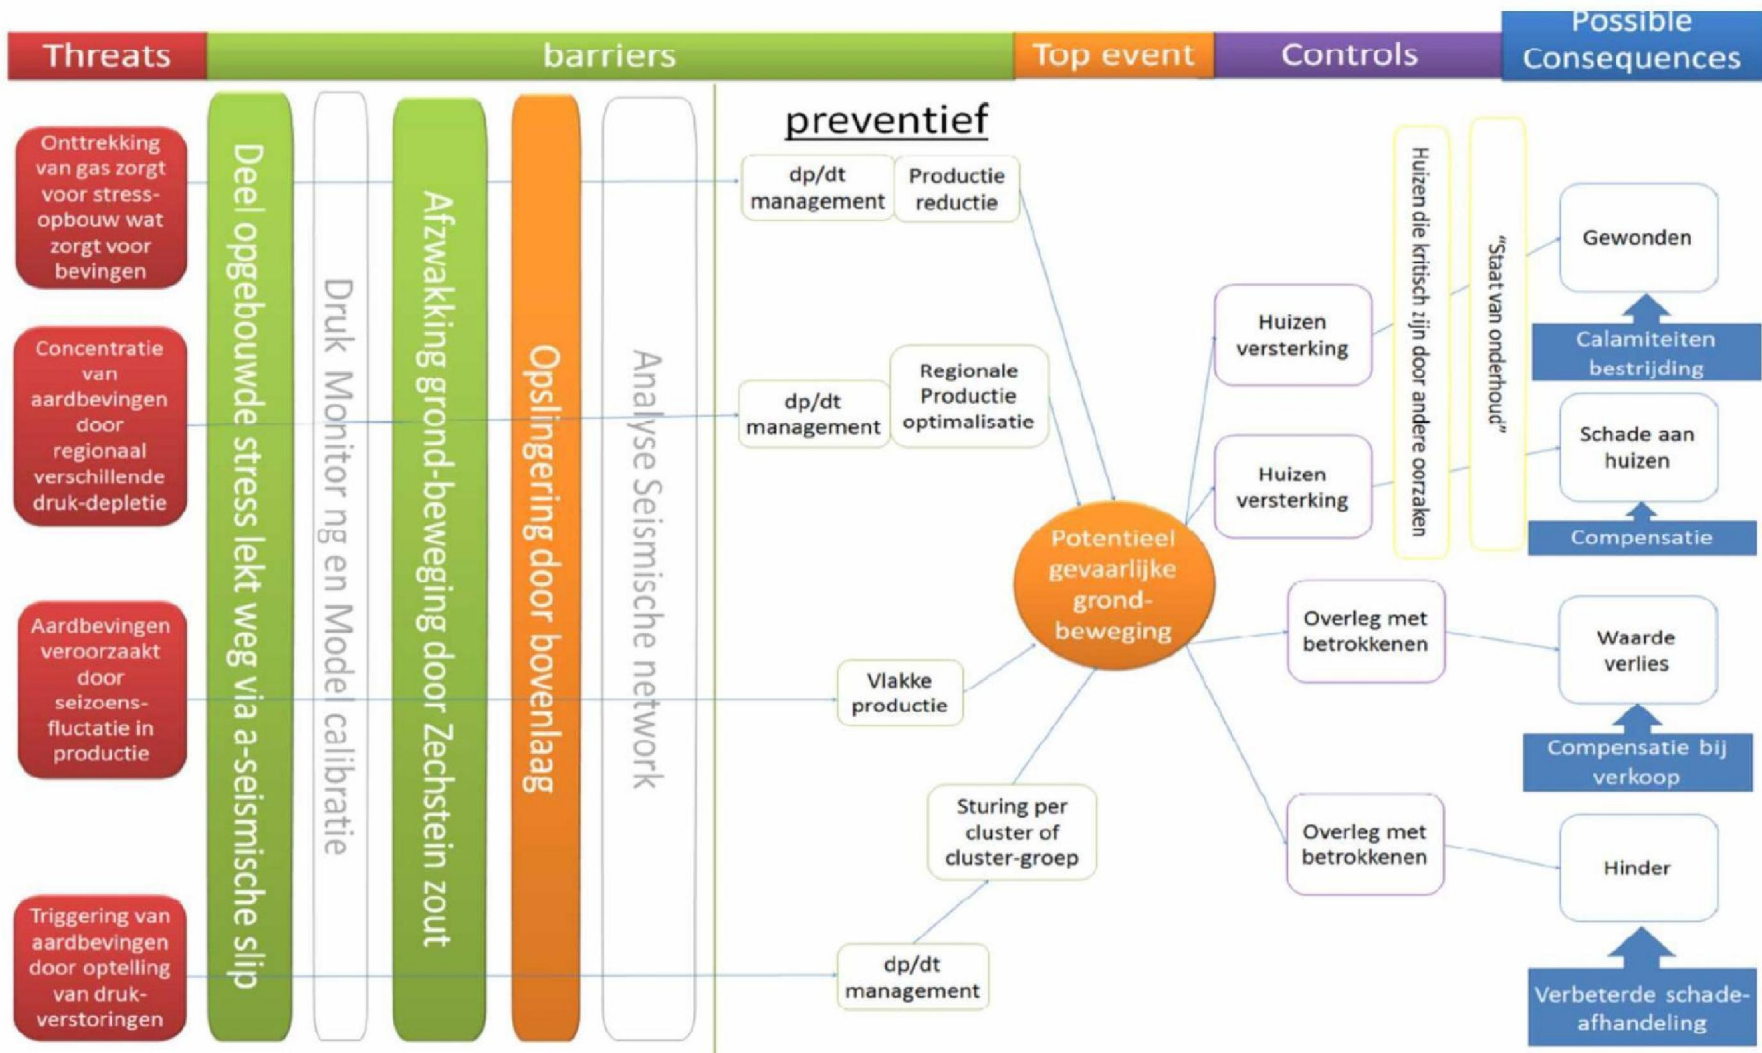 Threats
barriers
Top event
Controls
Possible
Consequences
Onttrekking
van gas zorgt
voor stress-
opbouw wat
zorgt voor
bevingen
Concentratie
van
aardbevingen
door
regionaal
verschillende
druk-depletie
Aardbevingen
veroorzaakt
door
seizoens-
fluctatie in
productie
Triggering van
aardbevingen
door optelling
van druk-
verstoringen
Deel opgebouwde stress lekt weg via a-seismische slip
Druk Monitor ng en Model calibratie
Afzwakking grond-beweging door Zechstein zout
Opslingering door bovenlaag
Analyse Seismische network
preventief
dp/dt
management
Productie
reductie
dp/dt
management
Regionale
Productie
optimalisatie
Vlakke
productie
Sturing per
cluster of
cluster-groep
dp/dt
management
Potentieel
gevaarlijke
grond-
beweging
Huizen
versterking
Huizen
versterking
Overleg met
betrokkenen
Overleg met
betrokkenen
Huizen die kritisch zijn door andere oorzaken
“Staat van onderhoud”
Gewonden
Calamiteiten
bestrijding
Schade aan
huizen
Compensatie
Waarde
verlies
Compensatie bij
verkoop
Hinder
Verbeterde schade-
afhandeling